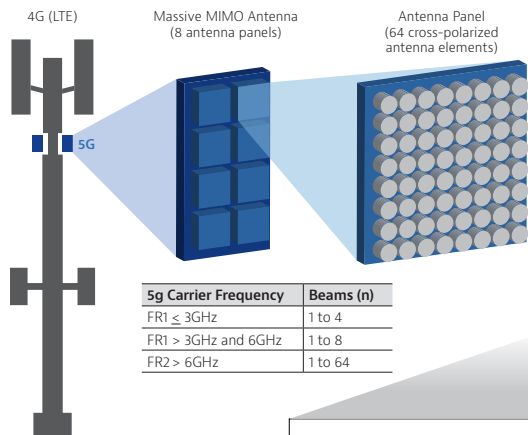 4G (LTE)
Massive MIMO Antenna
(8 antenna panels)
Antenna Panel
(64 cross-polarized
antenna elements)
5G
5g Carrier Frequency Beams (n)
FR1 ≤ 3GHz 1 to 4
FR1 > 3GHz and 6GHz 1 to 8
FR2 > 6GHz 1 to 64